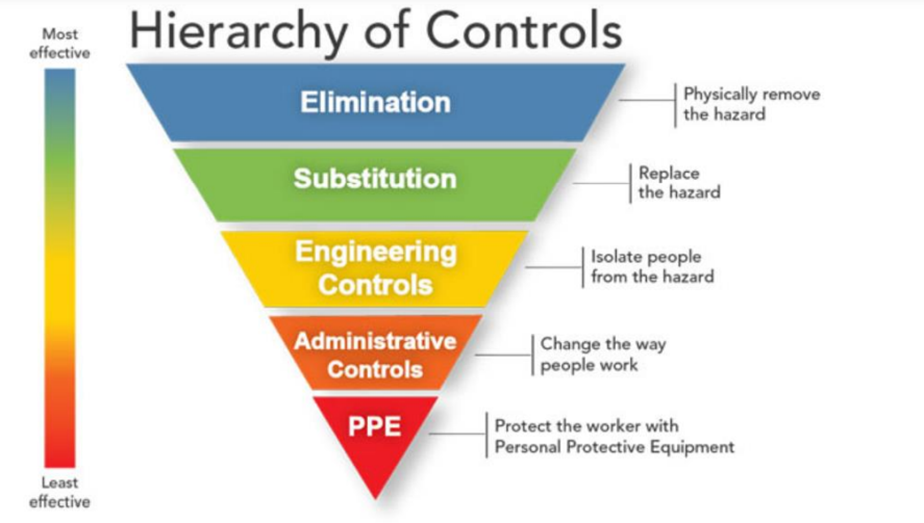 Hierarchy of Controls
Most
effective
Elimination
Physically remove
the hazard
Substitution
Replace
the hazard
Engineering
Controls
Isolate people
from the hazard
Administrative
Controls
Change the way
people work
PPE
Protect the worker with
Personal Protective Equipment
Least
effective